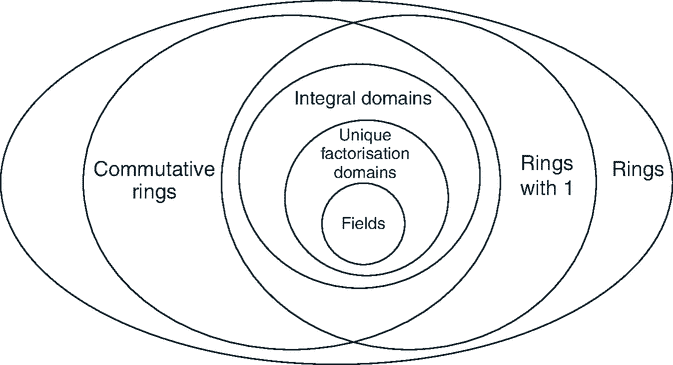 Integral domains
Unique
factorisation
domains
Commutative
rings
Rings
with 1
Rings
Fields